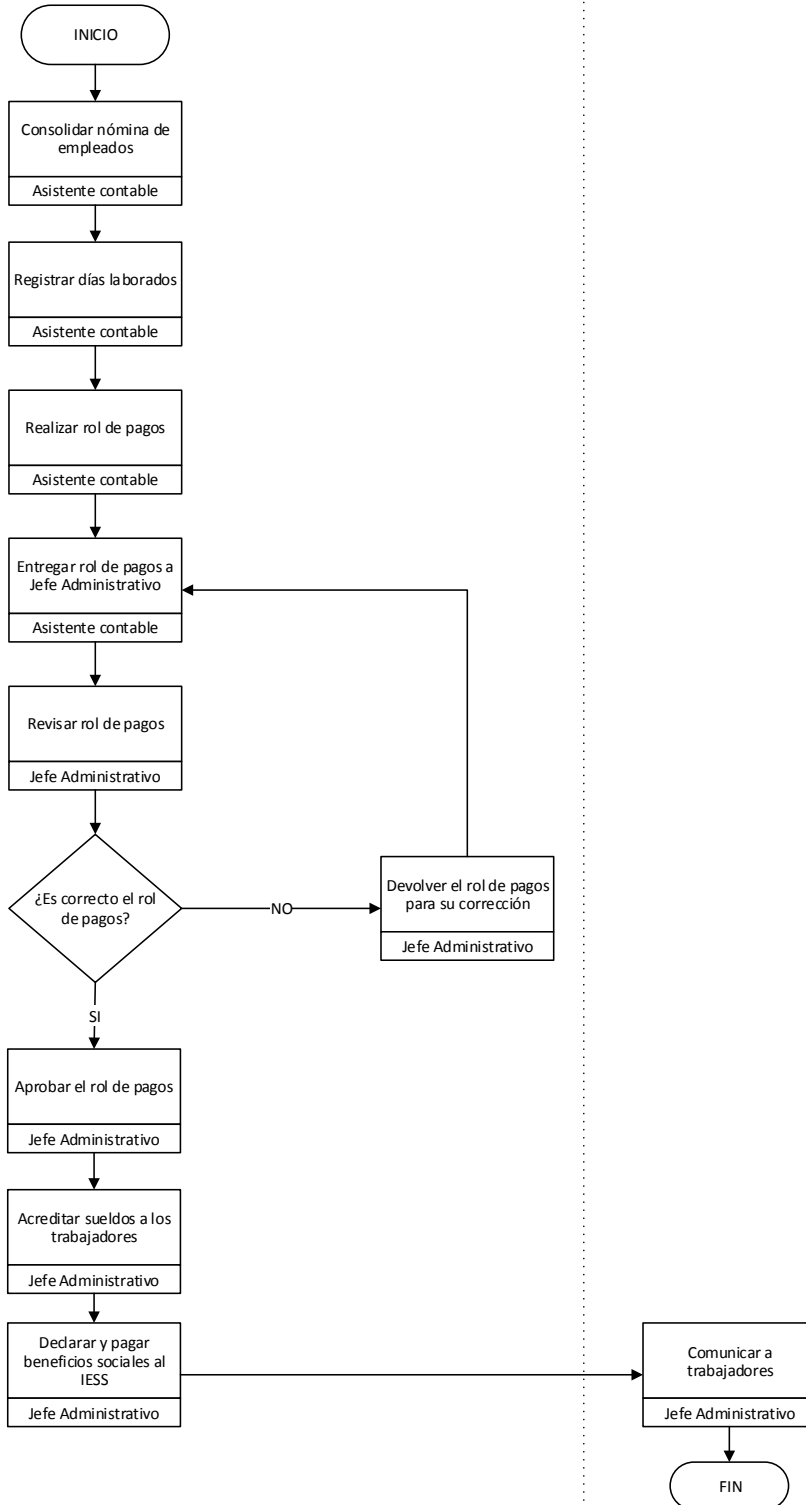 INICIO
Consolidar nómina de
empleados
Asistente contable
Registrar días laborados
Asistente contable
Realizar rol de pagos
Asistente contable
Entregar rol de pagos a
Jefe Administrativo
Asistente contable
Revisar rol de pagos
Jefe Administrativo
¿Es correcto el rol
de pagos?
NO
Devolver el rol de pagos
para su corrección
Jefe Administrativo
SI
Aprobar el rol de pagos
Jefe Administrativo
Acreditar sueldos a los
trabajadores
Jefe Administrativo
Declarar y pagar
beneficios sociales al
IESS
Jefe Administrativo
Comunicar a
trabajadores
Jefe Administrativo
FIN